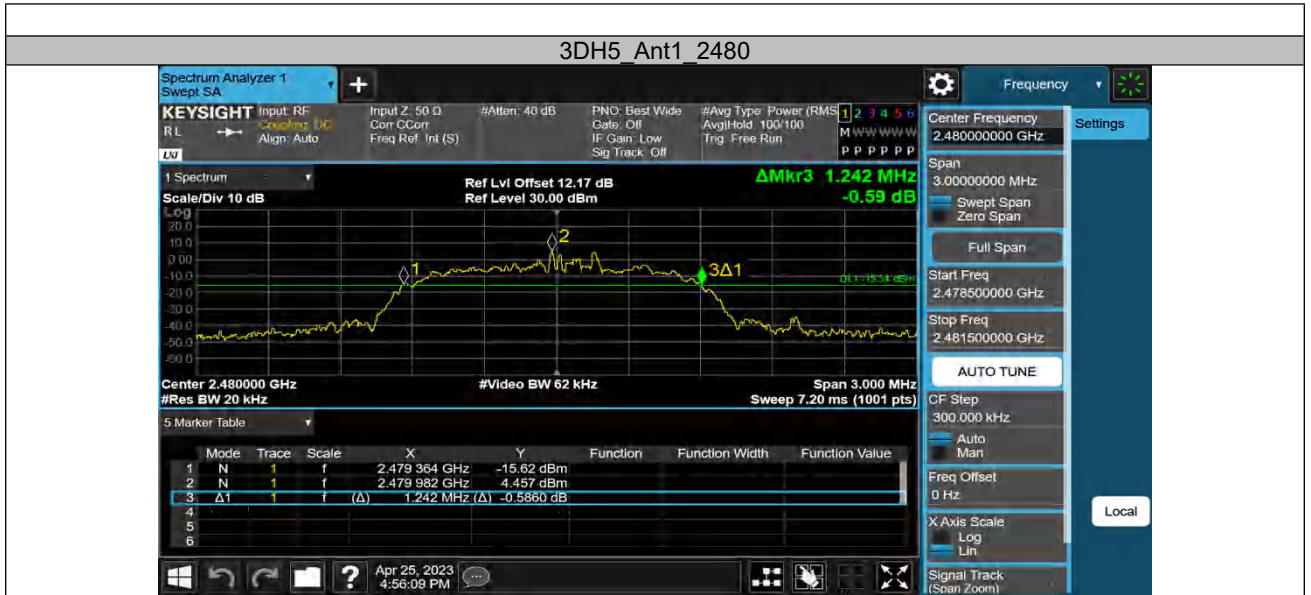 3DH5_Ant1_2480
Spectrum Analyzer 1
Swept SA
+
Frequency
KEYSIGHT
RL
LXI
Input: RF
Coupling: DC
Align: Auto
Input Z: 50 Ω
Corr CCorr
Freq Ref: Int (S)
#Atten: 40 dB
PNO: Best Wide
Gate: Off
IF Gain: Low
Sig Track: Off
#Avg Type: Power (RMS
Avg|Hold: 100/100
Trig: Free Run
1 2 3 4 5 6
M W W W W W
P P P P P P
Center Frequency
2.480000000 GHz
Settings
Span
3.00000000 MHz
Swept Span
Zero Span
Full Span
Start Freq
2.478500000 GHz
Stop Freq
2.481500000 GHz
AUTO TUNE
CF Step
300.000 kHz
Auto
Man
Freq Offset
0 Hz
X Axis Scale
Log
Lin
Signal Track
(Span Zoom)
Local
1 Spectrum
Scale/Div 10 dB
Ref Lvl Offset 12.17 dB
Ref Level 30.00 dBm
ΔMkr3 1.242 MHz
-0.59 dB
Log
20.0
10.0
0.00
-10.0
-20.0
-30.0
-40.0
-50.0
-60.0
1
2
3Δ1
DL1 -15.54 dBm
Center 2.480000 GHz
#Res BW 20 kHz
#Video BW 62 kHz
Span 3.000 MHz
Sweep 7.20 ms (1001 pts)
5 Marker Table
Mode Trace Scale X Y Function Function Width Function Value
1 N 1 f 2.479 364 GHz -15.62 dBm
2 N 1 f 2.479 982 GHz 4.457 dBm
3 Δ1 1 f (Δ) 1.242 MHz (Δ) -0.5860 dB
4
5
6
?
Apr 25, 2023
4:56:09 PM